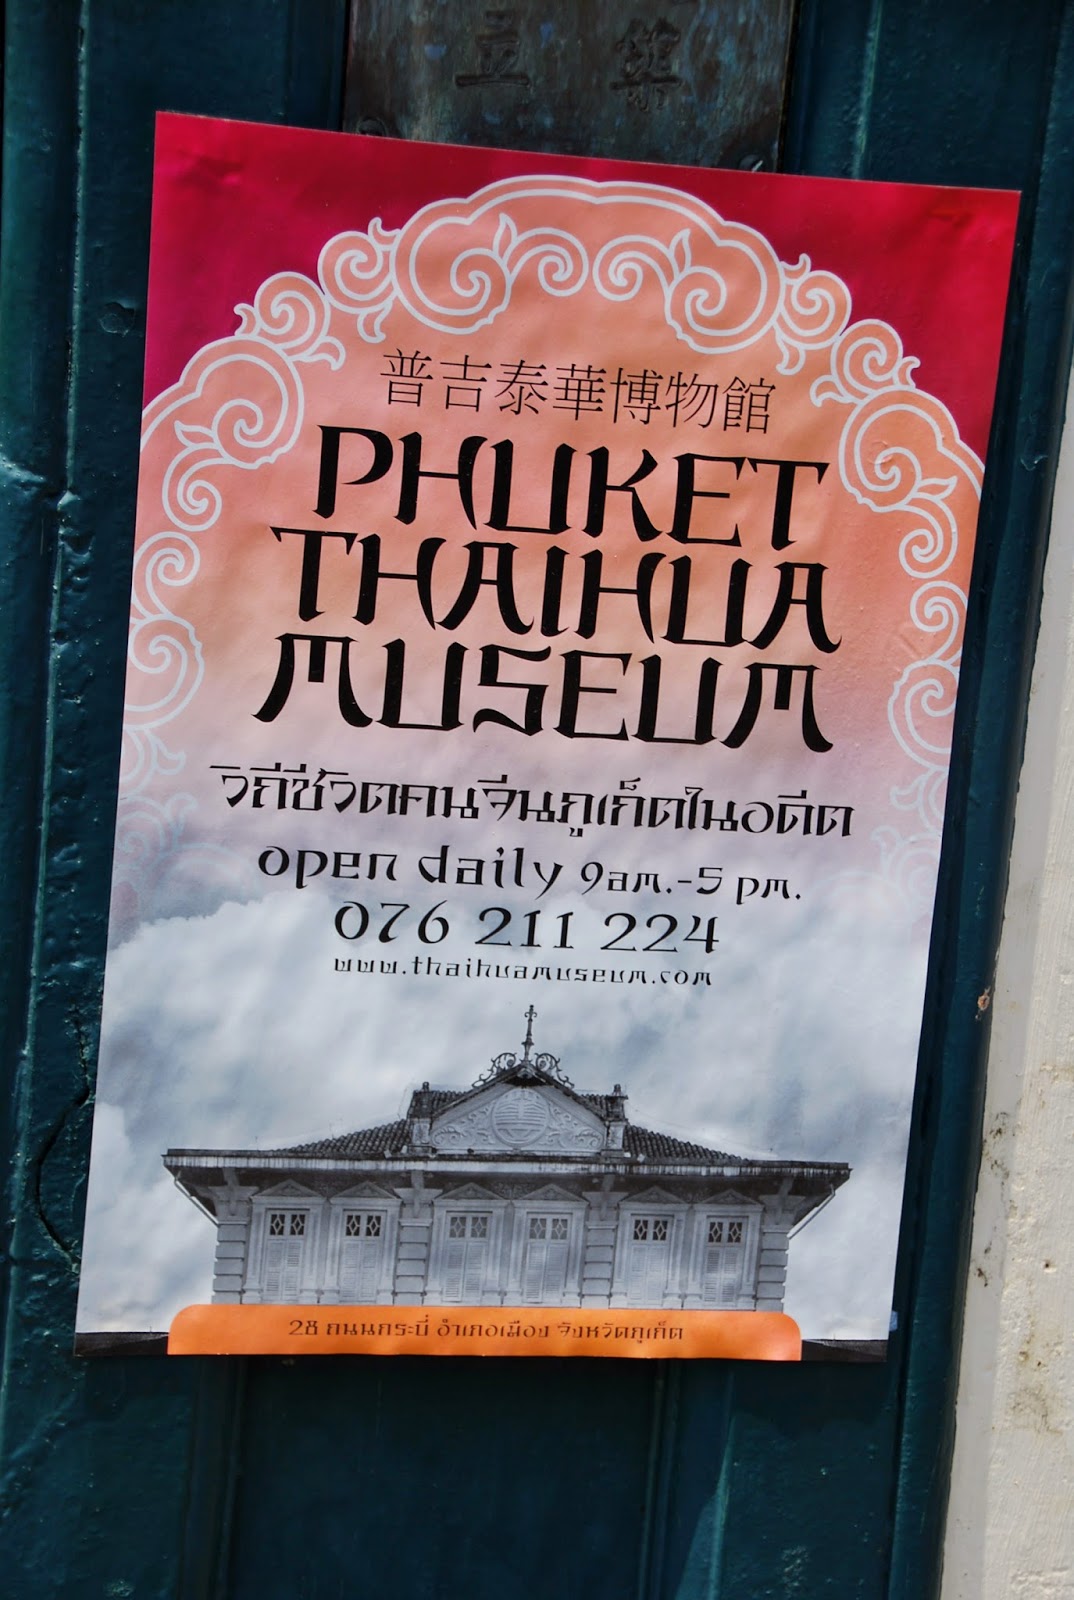 普吉泰華博物館
PHUKET
THAIHUA
MUSEUM
วิถีชีวิตคนจีนภูเก็ตในอดีต
open daily 9am.-5 pm.
076 211 224
www.thaihuamuseum.com
28 ถนนกระบี่ อำเภอเมือง จังหวัดภูเก็ต